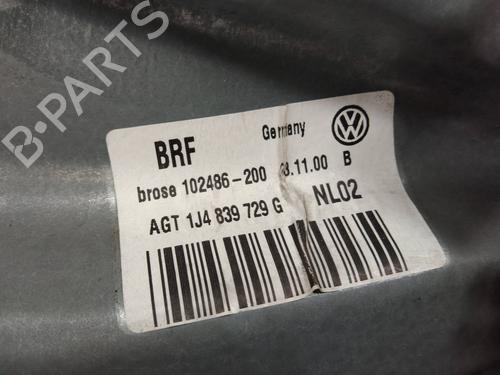 B-PARTS
BRF Germany
brose 102486-200 .11.00 B
AGT 1J4 839 729 G NL02